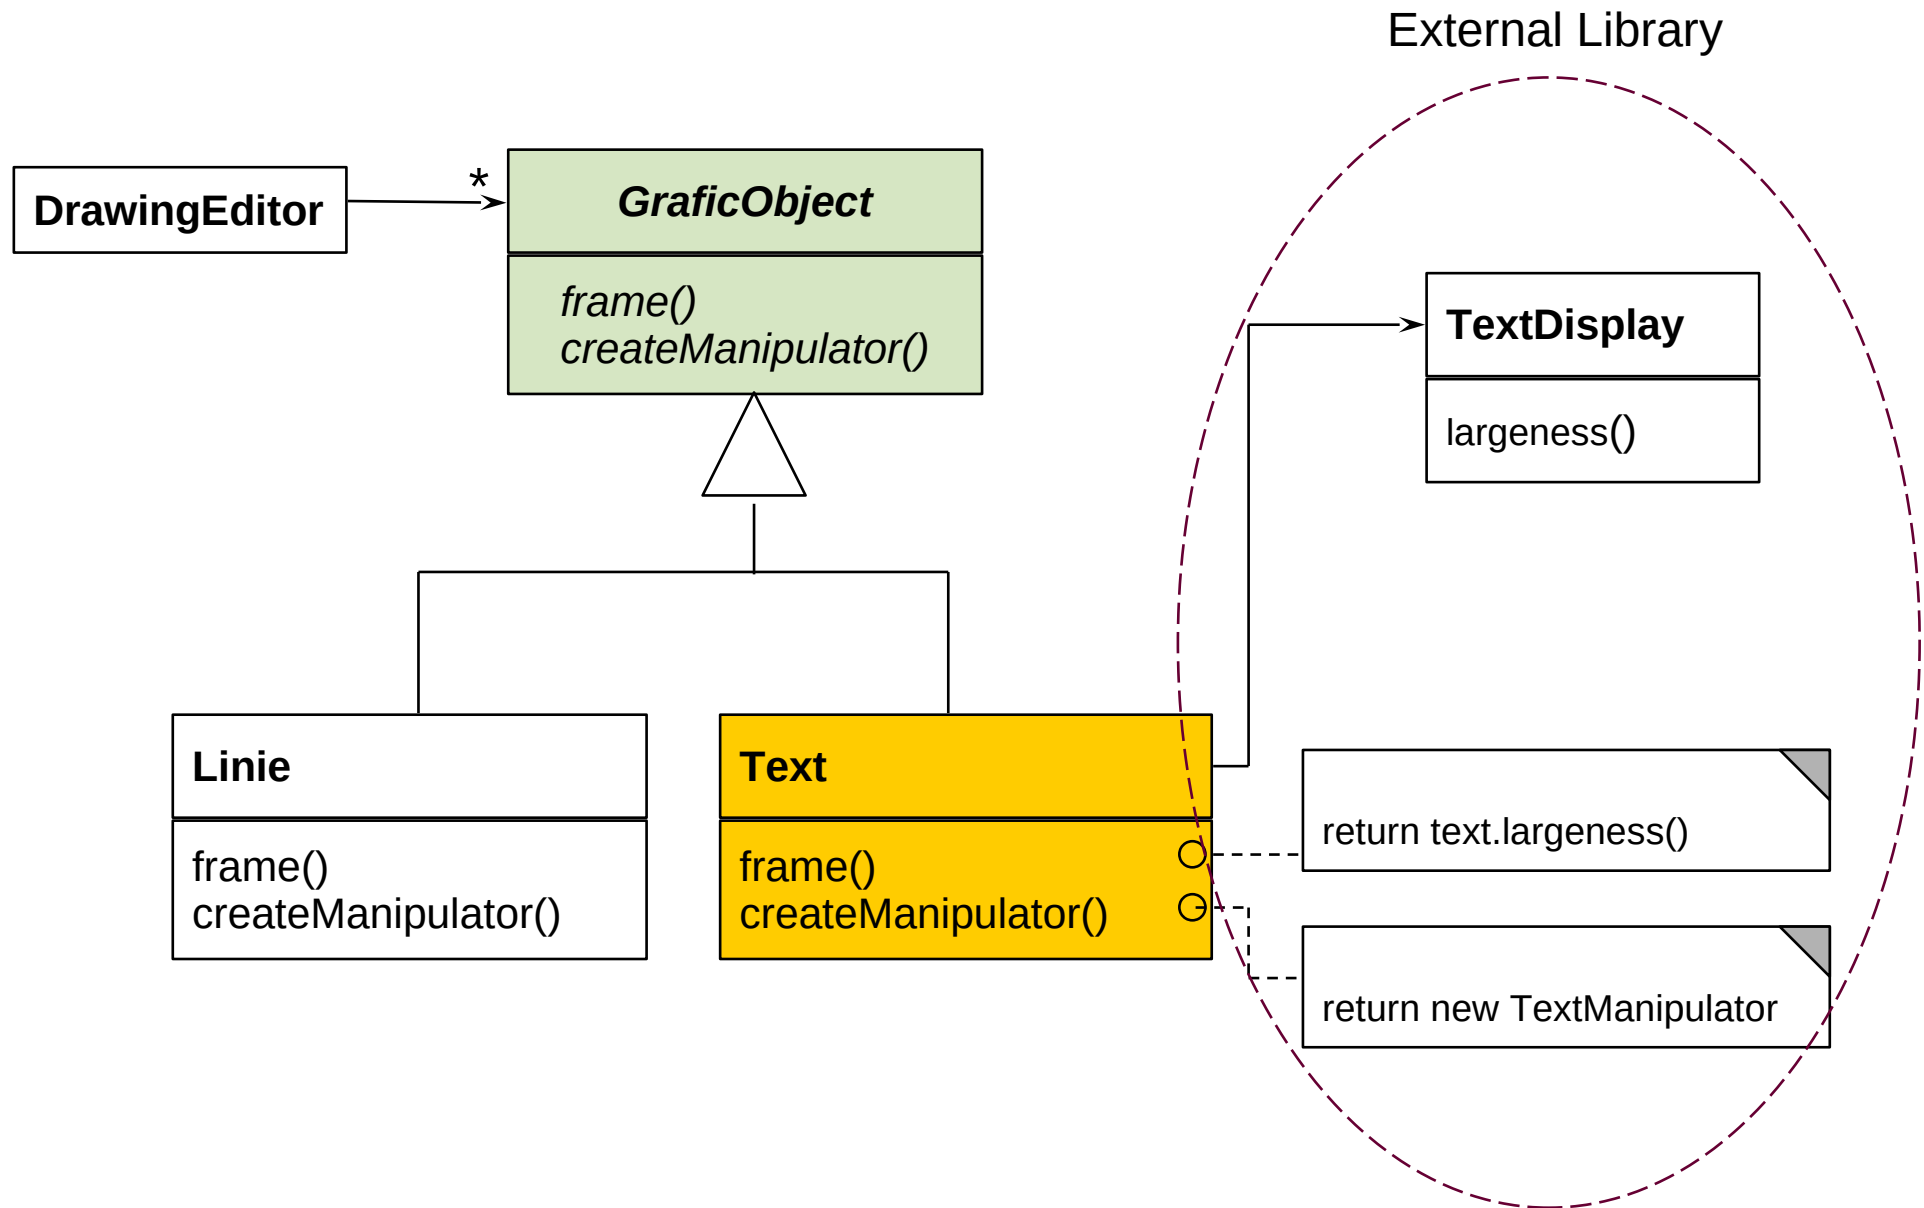 External Library
DrawingEditor
*
GraficObject
frame()
createManipulator()
TextDisplay
largeness()
Linie
frame()
createManipulator()
Text
frame()
createManipulator()
return text.largeness()
return new TextManipulator